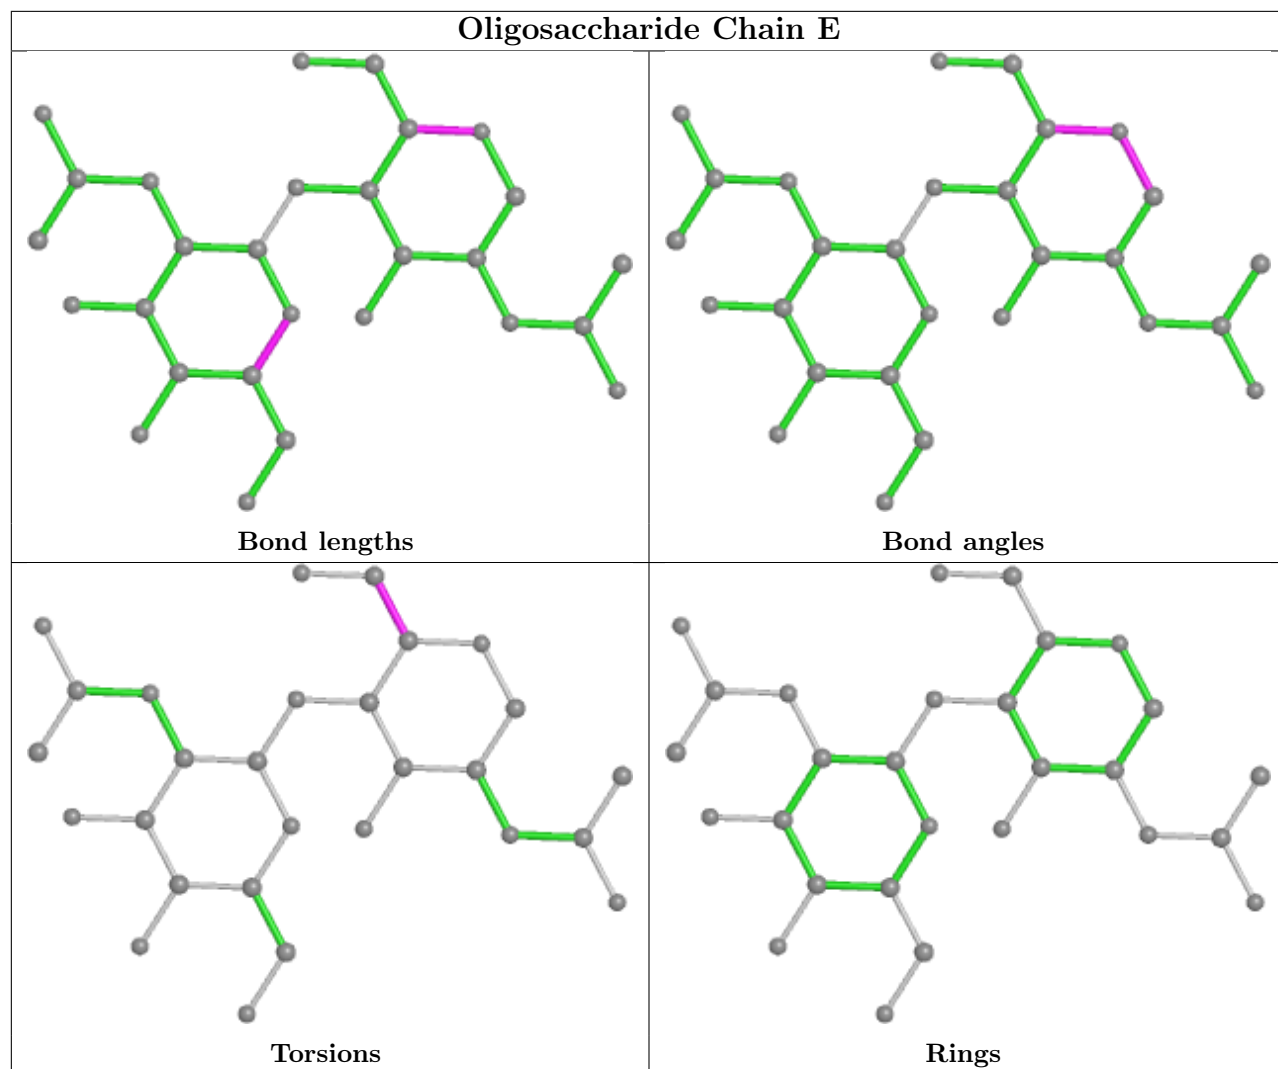 Oligosaccharide Chain E
Bond lengths
Bond angles
Torsions
Rings